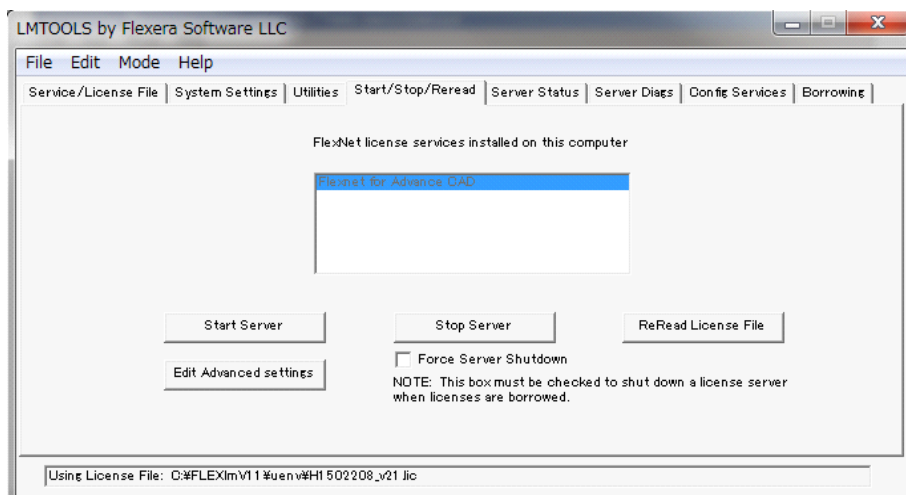 LMTOOLS by Flexera Software LLC
File Edit Mode Help
Service/License File System Settings Utilities Start/Stop/Reread Server Status Server Diags Config Services Borrowing
FlexNet license services installed on this computer
Flexnet for Advance CAD
Start Server Stop Server ReRead License File
Edit Advanced settings
Force Server Shutdown
NOTE: This box must be checked to shut down a license server
when licenses are borrowed.
Using License File: C:¥FLEXlmV11¥uenv¥H1502208_v21.lic